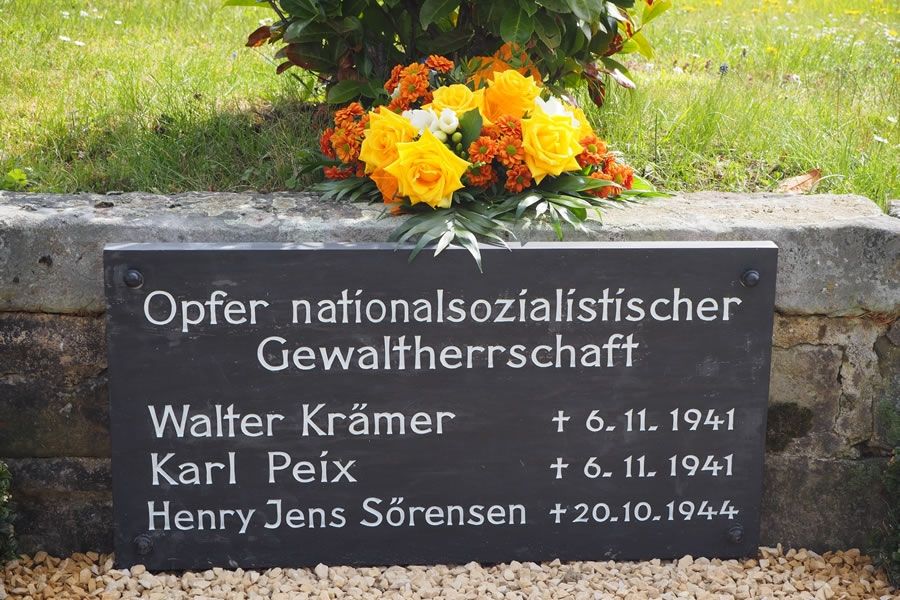 Opfer nationalsozialistischer
Gewaltherrschaft
Walter Krämer † 6.11.1941
Karl Peix † 6.11.1941
Henry Jens Sőrensen † 20.10.1944